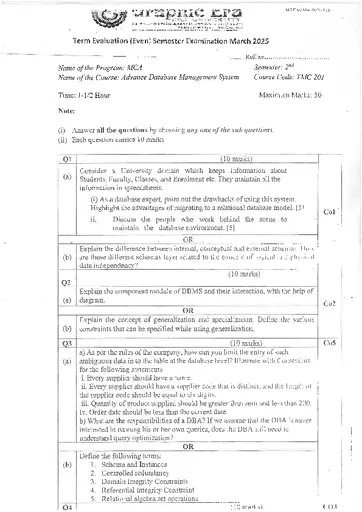 Graphic Era
Term Evaluation (Even) Semester Examination March 2025
Roll no
Name of the Program: MCA Semester: 2nd
Name of the Course: Advance Database Management System Course Code: TMC 201
Time: 1-1/2 Hour Maximum Marks: 50
Note:
(i) Answer all the questions by choosing any one of the sub questions.
(ii) Each question carries 10 marks
Q1 (10 marks)
(a) Consider a University domain which keeps information about
Students, Faculty, Classes, and Enrolment etc. They maintain all the
information in spreadsheets.
(i) As a database expert, point out the drawbacks of using this system.
Highlight the advantages of migrating to a relational database model. [5]
ii. Discuss the people who work behind the scene to
maintain the database environment. [5]
Co1
OR
(b) Explain the difference between internal, conceptual and external schemas. How
are these different schemas layer related to the concept of logical and physical
data independency?
(10 marks)
Q2
(a) Explain the component module of DBMS and their interaction, with the help of
diagram.
Co2
OR
(b) Explain the concept of generalization and specialization. Define the various
constraints that can be specified while using generalization.
Q3 (10 marks) Co5
(a) a) As per the rules of the company, how can you limit the entry of such
ambiguous data in to the table at the database level? Illustrate with Constraints
for the following statements
i. Every supplier should have a name.
ii. Every supplier should have a supplier code that is distinct, and the length of
the supplier code should be equal to six digits.
iii. Quantity of product supplied should be greater than zero and less than 200.
iv. Order date should be less than the current date.
b) What are the responsibilities of a DBA? If we assume that the DBA is never
interested in running his or her own queries, does the DBA still need to
understand query optimization?
OR
(b) Define the following terms:
1. Schema and Instances
2. Controlled redundancy
3. Domain Integrity Constraints
4. Referential Integrity Constraint
5. Relational algebra set operations
Q4 (10 marks) CO3